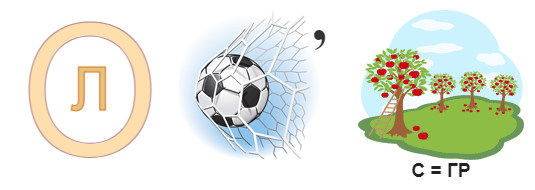 О
Л
,
С = ГР